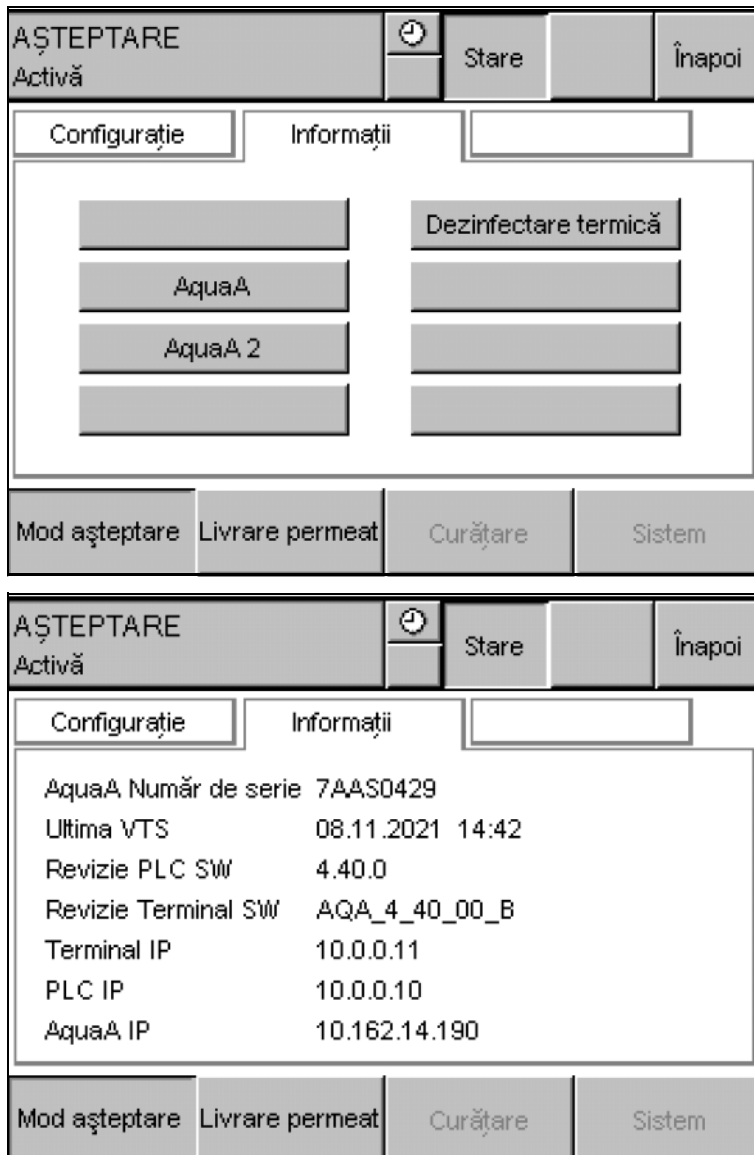 AȘTEPTARE
Activă
Stare
Înapoi
Configurație
Informații
Dezinfectare termică
AquaA
AquaA 2
Mod așteptare
Livrare permeat
Curățare
Sistem
AȘTEPTARE
Activă
Stare
Înapoi
Configurație
Informații
AquaA Număr de serie 7AAS0429
Ultima VTS 08.11.2021 14:42
Revizie PLC SW 4.40.0
Revizie Terminal SW AQA_4_40_00_B
Terminal IP 10.0.0.11
PLC IP 10.0.0.10
AquaA IP 10.162.14.190
Mod așteptare
Livrare permeat
Curățare
Sistem